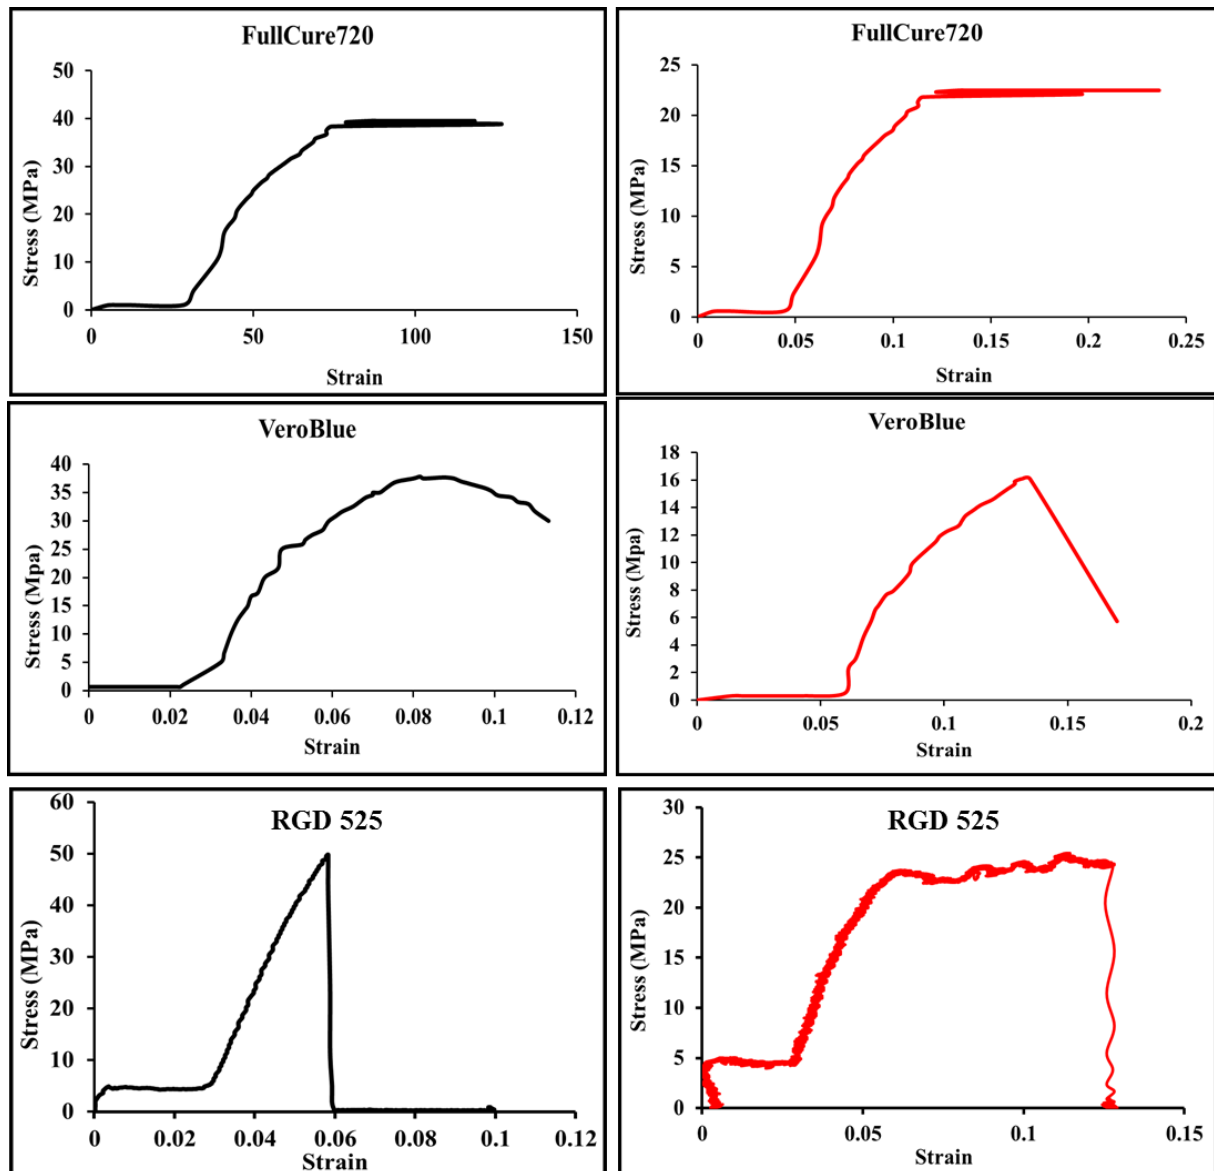 FullCure720
Stress (MPa)
50
40
30
20
10
0
0 50 100 150
Strain
FullCure720
Stress (MPa)
25
20
15
10
5
0
0 0.05 0.1 0.15 0.2 0.25
Strain
VeroBlue
Stress (Mpa)
40
35
30
25
20
15
10
5
0
0 0.02 0.04 0.06 0.08 0.1 0.12
Strain
VeroBlue
Stress (Mpa)
18
16
14
12
10
8
6
4
2
0
0 0.05 0.1 0.15 0.2
Strain
RGD 525
Stress (MPa)
60
50
40
30
20
10
0
0 0.02 0.04 0.06 0.08 0.1 0.12
Strain
RGD 525
Stress (MPa)
30
25
20
15
10
5
0
0 0.05 0.1 0.15
Strain